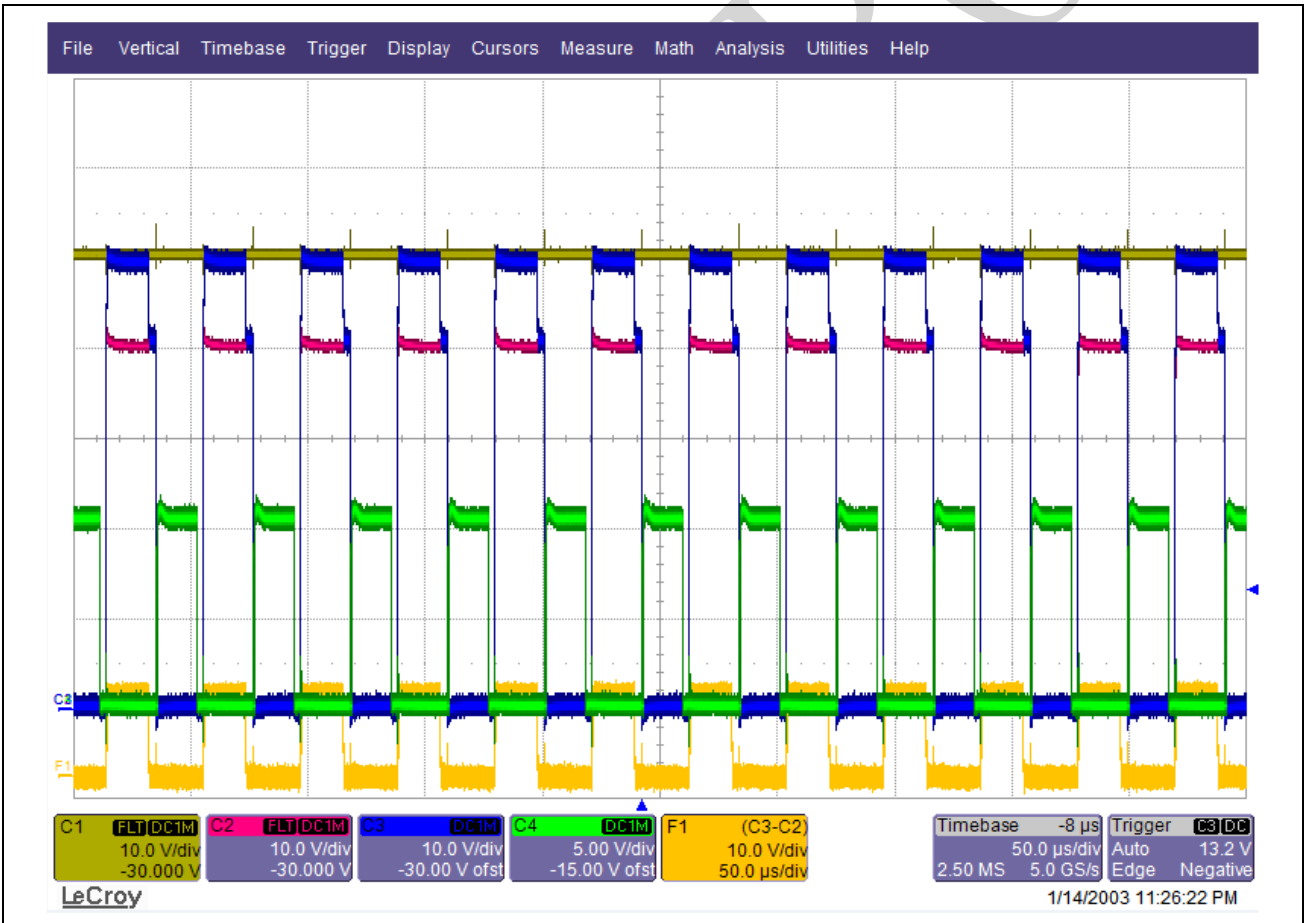 File Vertical Timebase Trigger Display Cursors Measure Math Analysis Utilities Help
F1
C1 FLT DC1M
10.0 V/div
-30.000 V
C2 FLT DC1M
10.0 V/div
-30.000 V
C3 DC1M
10.0 V/div
-30.00 V ofst
C4 DC1M
5.00 V/div
-15.00 V ofst
F1 (C3-C2)
10.0 V/div
50.0 µs/div
Timebase -8 µs
50.0 µs/div
2.50 MS 5.0 GS/s
Trigger C3 DC
Auto 13.2 V
Edge Negative
LeCroy
1/14/2003 11:26:22 PM